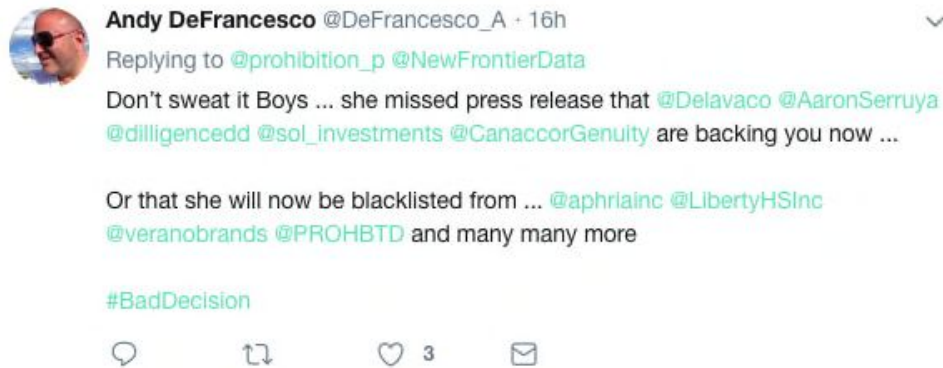 Andy DeFrancesco @DeFrancesco_A · 16h
Replying to @prohibition_p @NewFrontierData
Don’t sweat it Boys ... she missed press release that @Delavaco @AaronSerruya
@dilligencedd @sol_investments @CanaccorGenuity are backing you now ...
Or that she will now be blacklisted from ... @aphriainc @LibertyHSInc
@veranobrands @PROHBTD and many many more
#BadDecision
3